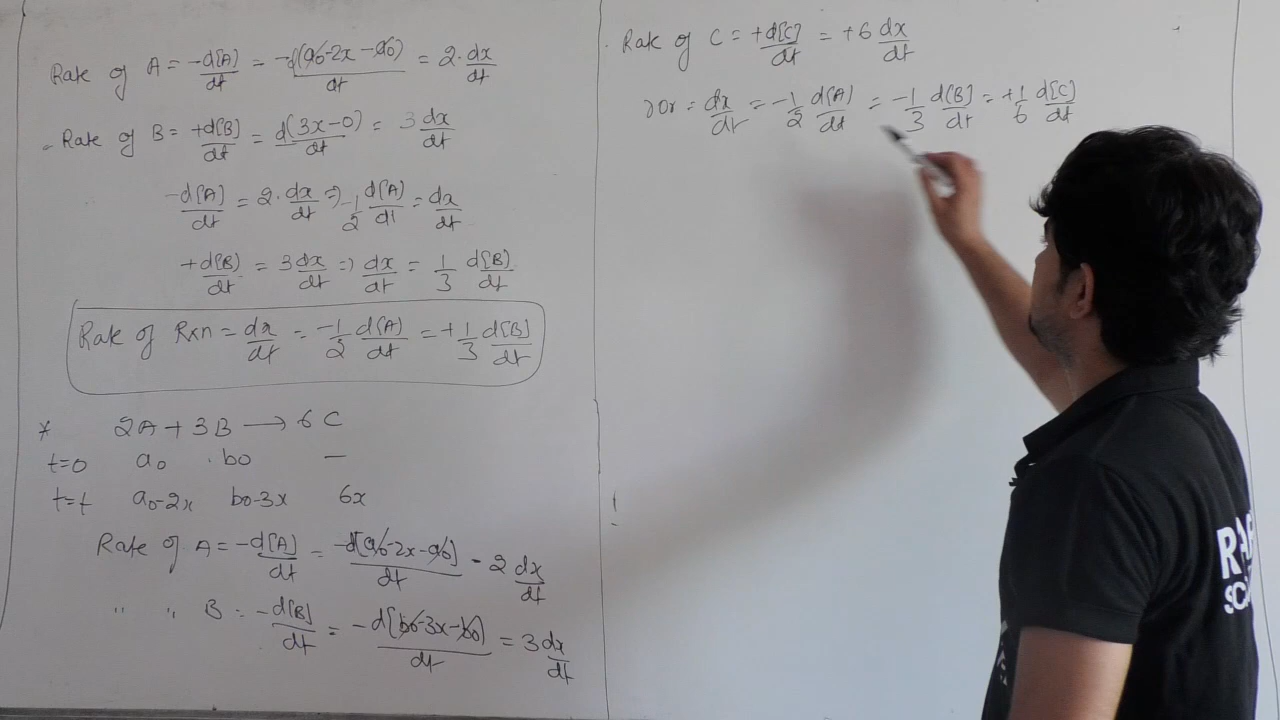 Rate of A = -d[A]/dt = -d(a0-2x-a0)/dt = 2.dx/dt
Rate of B = +d[B]/dt = d(3x-0)/dt = 3 dx/dt
-d[A]/dt = 2.dx/dt ⇒ -1/2 d[A]/dt = dx/dt
+d[B]/dt = 3dx/dt ⇒ dx/dt = 1/3 d[B]/dt
Rate of Rxn = dx/dt = -1/2 d[A]/dt = +1/3 d[B]/dt
* 2A + 3B → 6C
t=0 a0 b0 —
t=t a0-2x b0-3x 6x
Rate of A = -d[A]/dt = -d[a0-2x-a0]/dt = 2 dx/dt
" " B = -d[B]/dt = -d[b0-3x-b0]/dt = 3dx/dt
Rate of C = +d[C]/dt = +6 dx/dt
ROr = dx/dt = -1/2 d[A]/dt = -1/3 d[B]/dt = +1/6 d[C]/dt